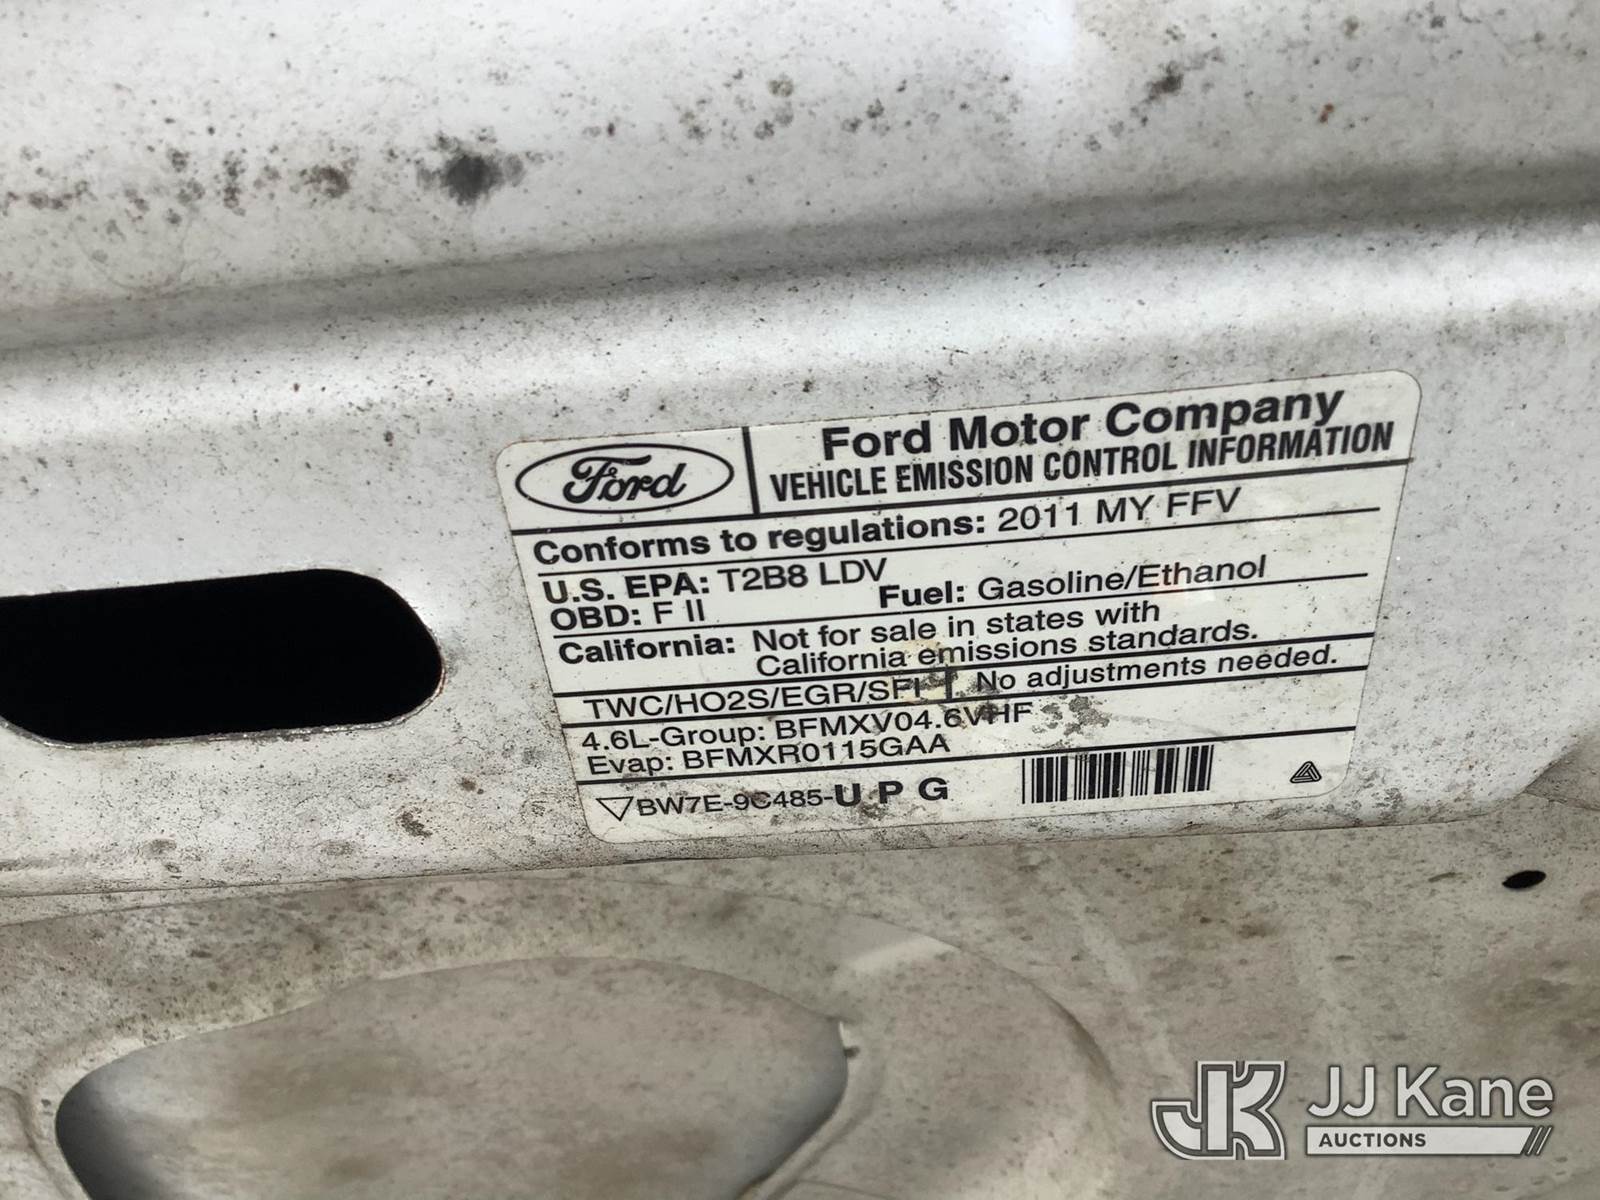 Ford
Ford Motor Company
VEHICLE EMISSION CONTROL INFORMATION
Conforms to regulations: 2011 MY FFV
U.S. EPA: T2B8 LDV
OBD: F II
Fuel: Gasoline/Ethanol
California: Not for sale in states with
California emissions standards.
TWC/HO2S/EGR/SFI No adjustments needed.
4.6L-Group: BFMXV04.6VHF
Evap: BFMXR0115GAA
BW7E-9C485-U P G
JK JJ Kane
AUCTIONS